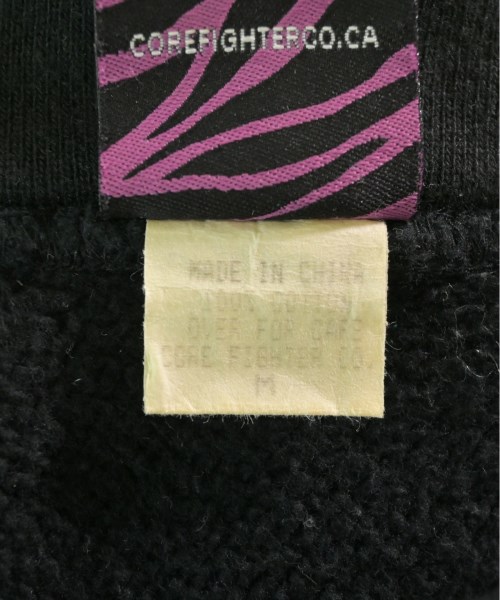 COREFIGHTERCO.CA
MADE IN CHINA
100% COTTON
OVER FOR CARE
CORE FIGHTER CO.
M